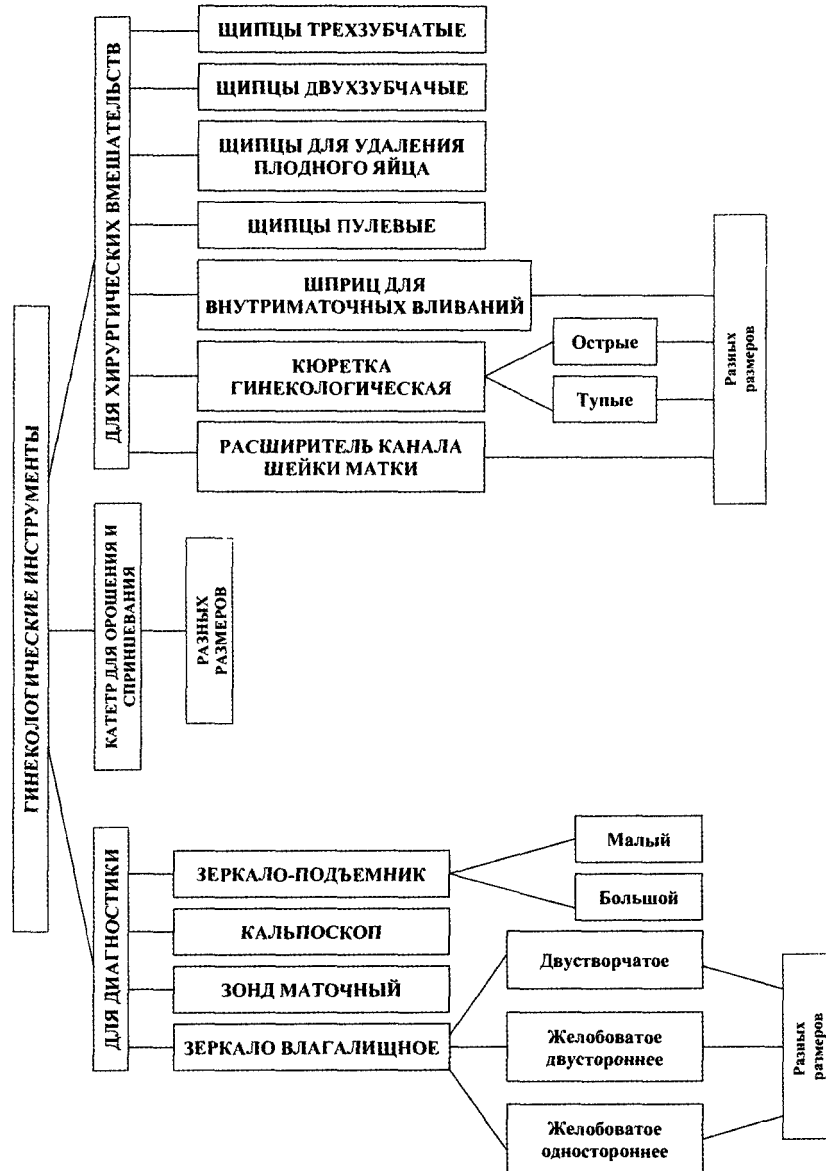 ГИНЕКОЛОГИЧЕСКИЕ ИНСТРУМЕНТЫ
ДЛЯ ХИРУРГИЧЕСКИХ ВМЕШАТЕЛЬСТВ
ЩИПЦЫ ТРЕХЗУБЧАТЫЕ
ЩИПЦЫ ДВУХЗУБЧАЧЫЕ
ЩИПЦЫ ДЛЯ УДАЛЕНИЯ
ПЛОДНОГО ЯЙЦА
ЩИПЦЫ ПУЛЕВЫЕ
ШПРИЦ ДЛЯ
ВНУТРИМАТОЧНЫХ ВЛИВАНИЙ
КЮРЕТКА
ГИНЕКОЛОГИЧЕСКАЯ
Острые
Тупые
РАСШИРИТЕЛЬ КАНАЛА
ШЕЙКИ МАТКИ
Разных
размеров
КАТЕТР ДЛЯ ОРОШЕНИЯ И
СПРИНЦЕВАНИЯ
РАЗНЫХ
РАЗМЕРОВ
ДЛЯ ДИАГНОСТИКИ
ЗЕРКАЛО-ПОДЪЕМНИК
Малый
Большой
КАЛЬПОСКОП
ЗОНД МАТОЧНЫЙ
ЗЕРКАЛО ВЛАГАЛИЩНОЕ
Двустворчатое
Желобоватое
двустороннее
Желобоватое
одностороннее
Разных
размеров